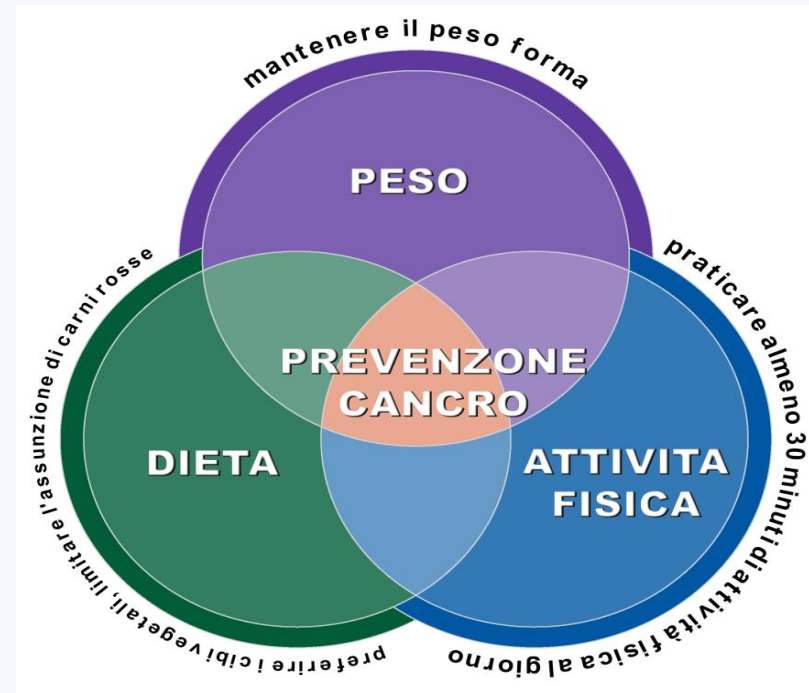 mantenere il peso forma
PESO
praticare almeno 30 minuti di attività fisica al giorno
preferire i cibi vegetali, limitare l'assunzione di carni rosse
PREVENZONE
CANCRO
DIETA
ATTIVITA
FISICA